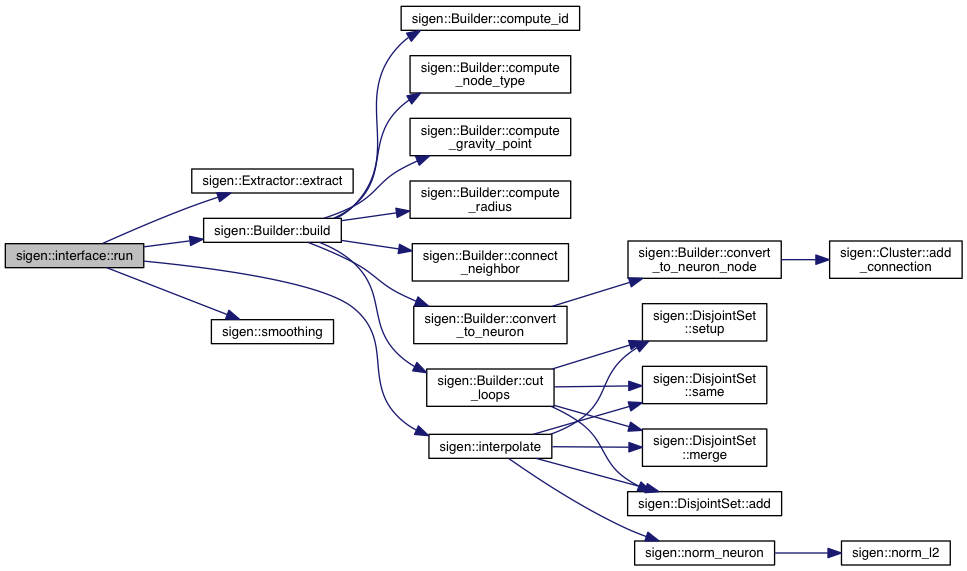 sigen::interface::run
sigen::Extractor::extract
sigen::Builder::build
sigen::smoothing
sigen::Builder::compute_id
sigen::Builder::compute
_node_type
sigen::Builder::compute
_gravity_point
sigen::Builder::compute
_radius
sigen::Builder::connect
_neighbor
sigen::Builder::convert
_to_neuron
sigen::Builder::cut
_loops
sigen::interpolate
sigen::Builder::convert
_to_neuron_node
sigen::DisjointSet
::setup
sigen::DisjointSet
::same
sigen::DisjointSet
::merge
sigen::DisjointSet::add
sigen::norm_neuron
sigen::Cluster::add
_connection
sigen::norm_l2